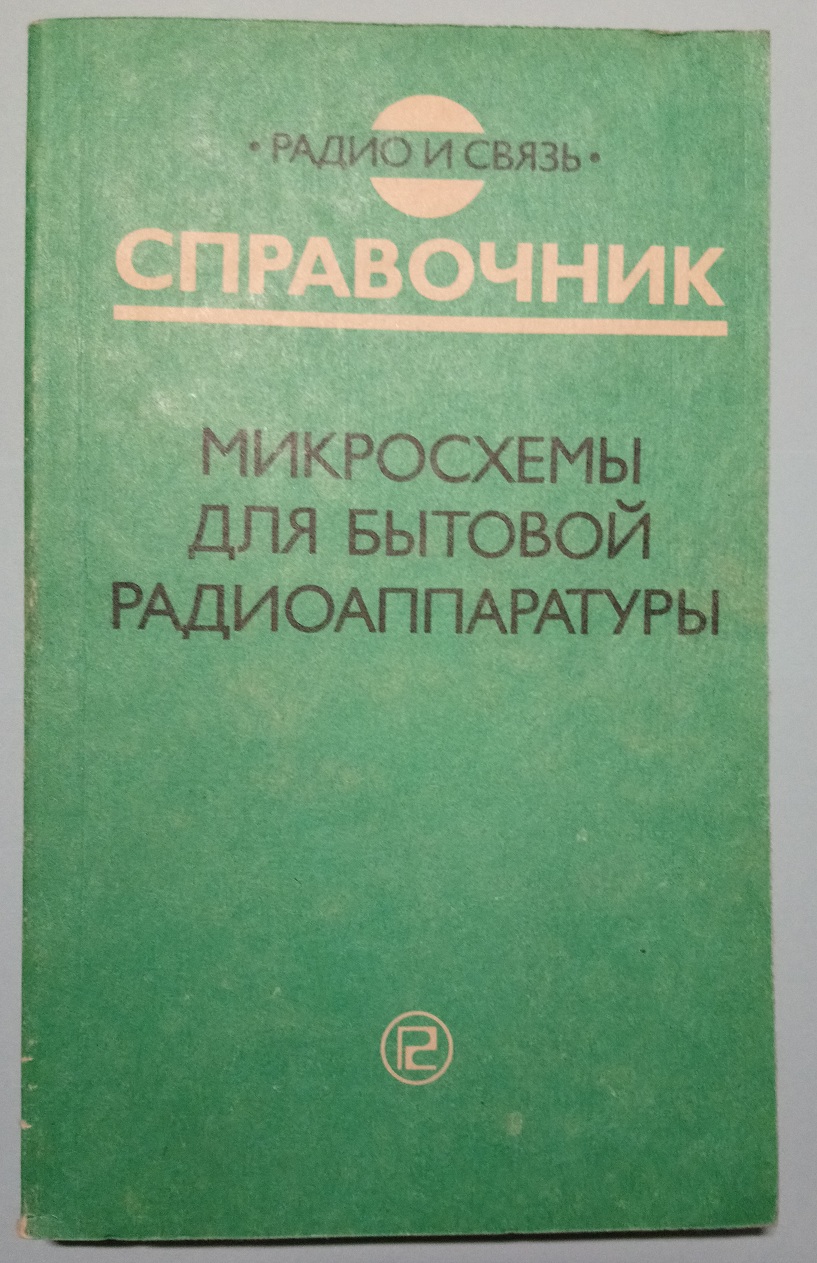 • РАДИО И СВЯЗЬ •
СПРАВОЧНИК
МИКРОСХЕМЫ
ДЛЯ БЫТОВОЙ
РАДИОАППАРАТУРЫ